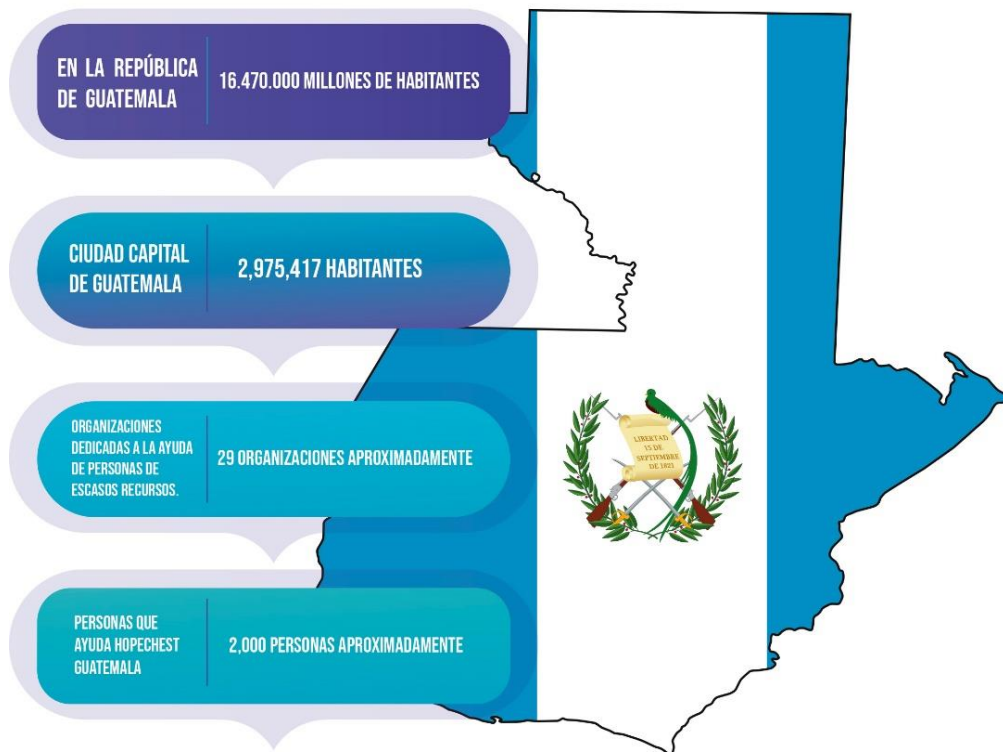 EN LA REPÚBLICA
DE GUATEMALA
16.470.000 MILLONES DE HABITANTES
CIUDAD CAPITAL
DE GUATEMALA
2,975,417 HABITANTES
ORGANIZACIONES
DEDICADAS A LA AYUDA
DE PERSONAS DE
ESCASOS RECURSOS.
29 ORGANIZACIONES APROXIMADAMENTE
LIBERTAD
15 DE
SEPTIEMBRE
DE 1821
PERSONAS QUE
AYUDA HOPECHEST
GUATEMALA
2,000 PERSONAS APROXIMADAMENTE